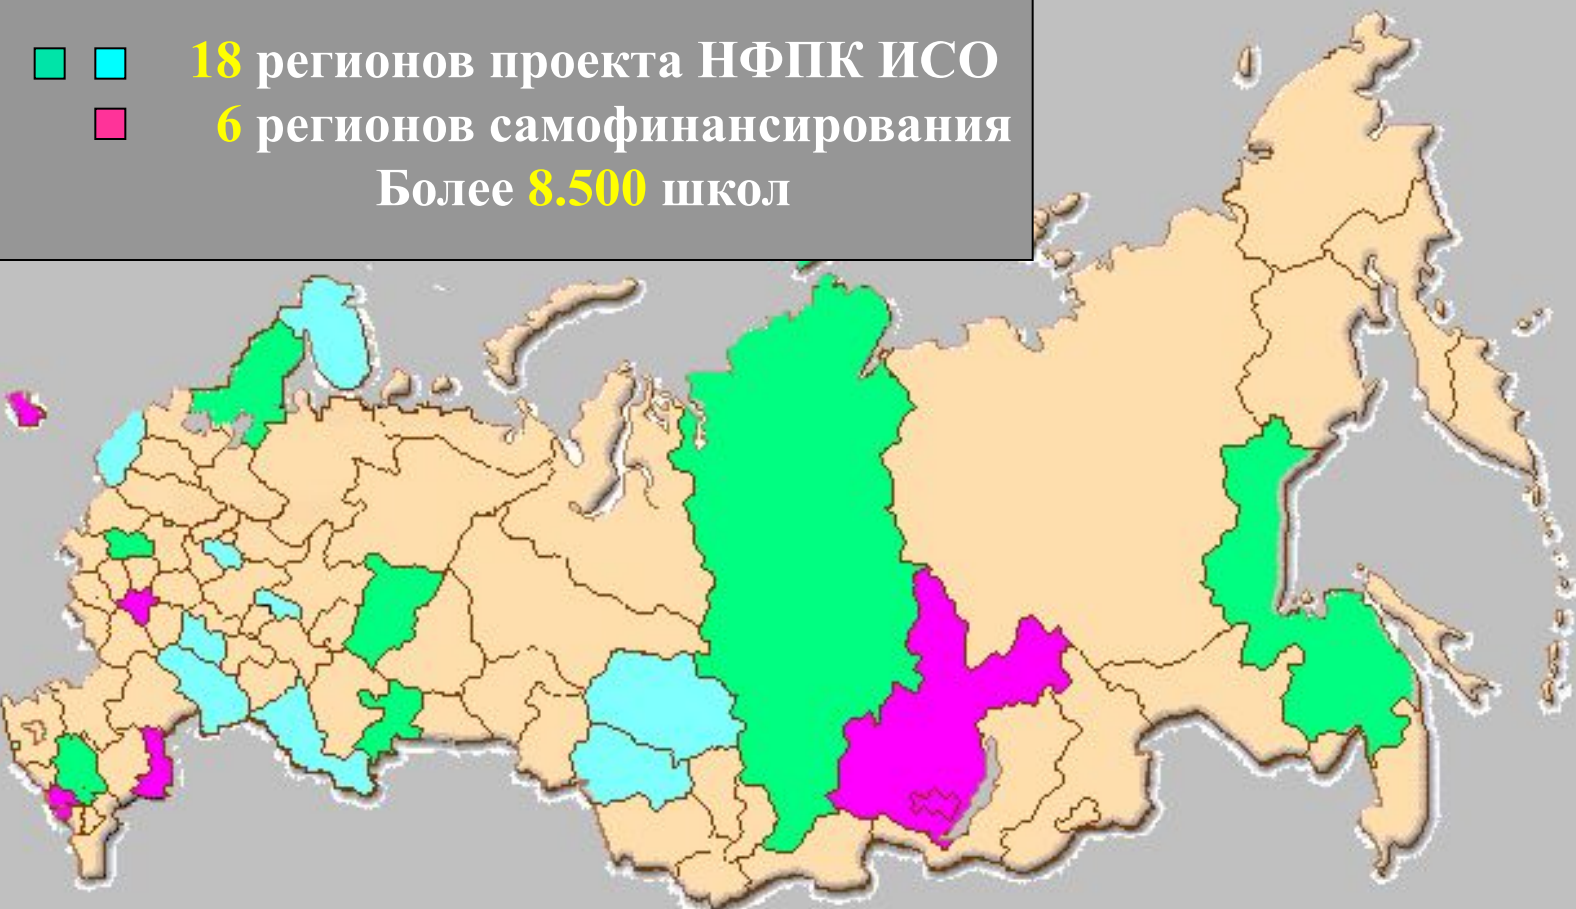 18 регионов проекта НФПК ИСО
6 регионов самофинансирования
Более 8.500 школ